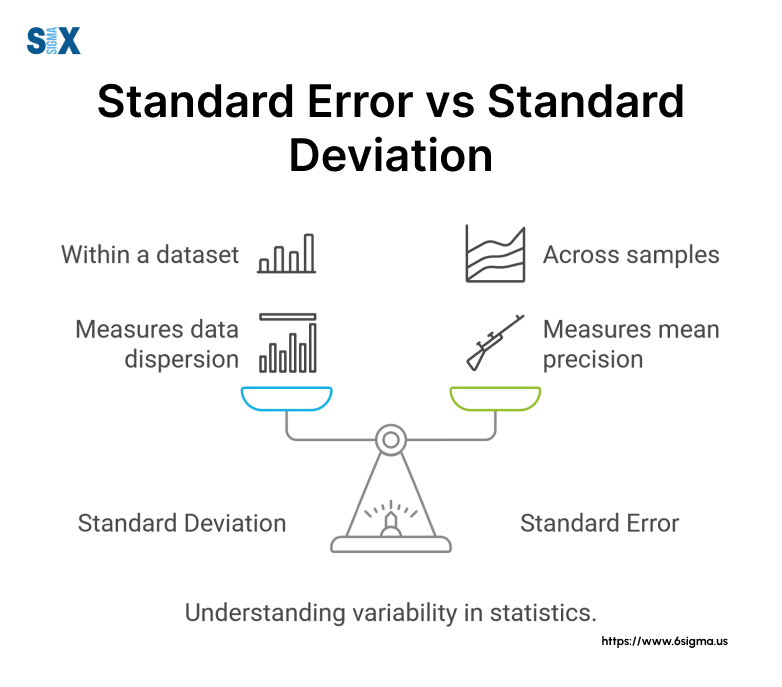 SIX
SIGMA
Standard Error vs Standard
Deviation
Within a dataset
Across samples
Measures data
dispersion
Measures mean
precision
Standard Deviation
Standard Error
Understanding variability in statistics.
https://www.6sigma.us